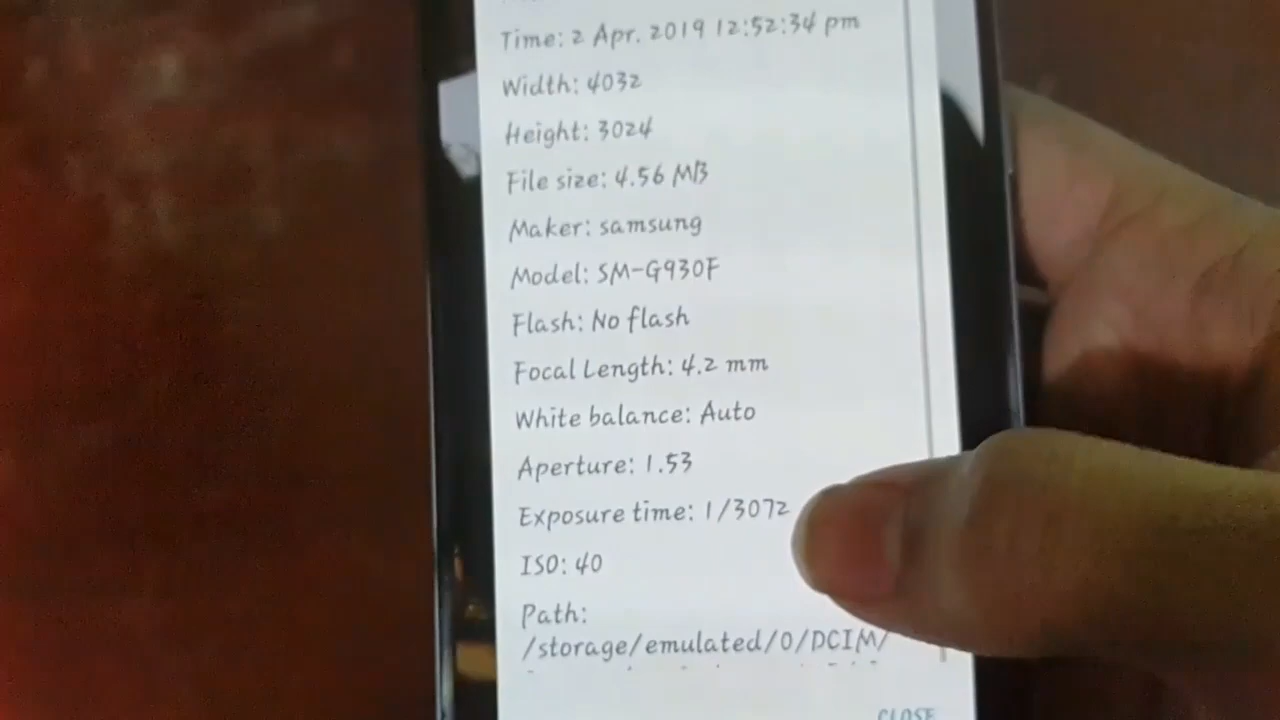 Time: 2 Apr. 2019 12:52:34 pm
Width: 4032
Height: 3024
File size: 4.56 MB
Maker: samsung
Model: SM-G930F
Flash: No flash
Focal Length: 4.2 mm
White balance: Auto
Aperture: 1.53
Exposure time: 1/3072
ISO: 40
Path:
/storage/emulated/0/DCIM/
CLOSE